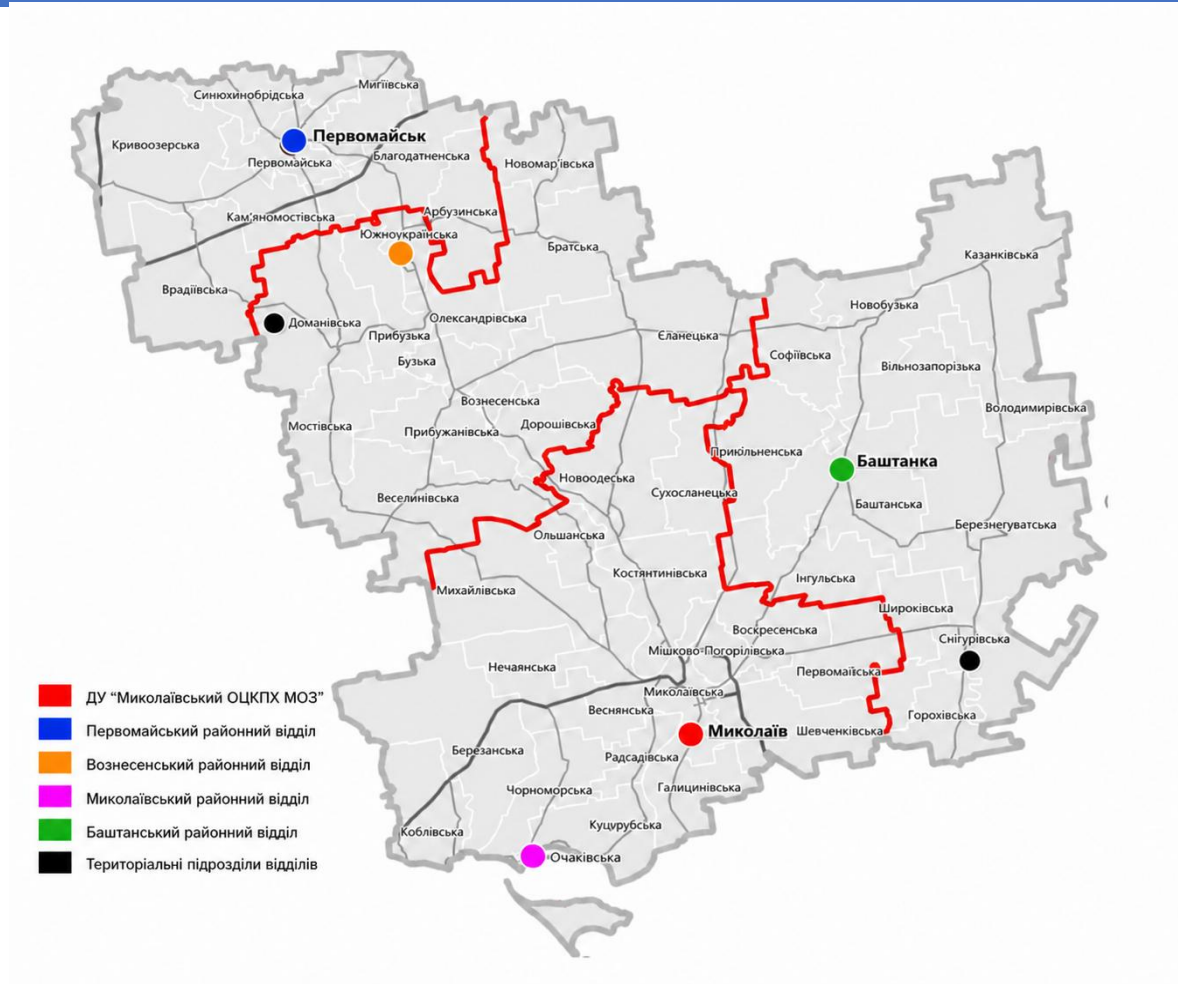 Мигіївська
Синюхинобрідська
Первомайськ
Кривоозерська
Благодатненська
Первомайська
Новомар'ївська
Арбузинська
Кам'яномостівська
Южноукраїнська
Братська
Казанківська
Врадіївська
Новобузька
Олександрівська
Доманівська
Прибузька
Єланецька
Софіївська
Бузька
Вільнозапорізька
Вознесенська
Володимирівська
Дорошівська
Мостівська
Прибужанівська
Приюільненська
Баштанка
Новоодеська
Сухосланецька
Веселинівська
Баштанська
Березнегуватська
Ольшанська
Костянтинівська
Інгульська
Михайлівська
Широківська
Воскресенська
Снігурівська
Мішково-Погорілівська
Нечаянська
Первомаїїська
Миколаївська
Веснянська
Горохівська
Миколаїв
Шевченківська
Березанська
Радсадівська
Чорноморська
Галицинівська
Куцурубська
Коблівська
Очаківська
ДУ “Миколаївський ОЦКПХ МОЗ”
Первомайський районний відділ
Вознесенський районний відділ
Миколаївський районний відділ
Баштанський районний відділ
Територіальні підрозділи відділів